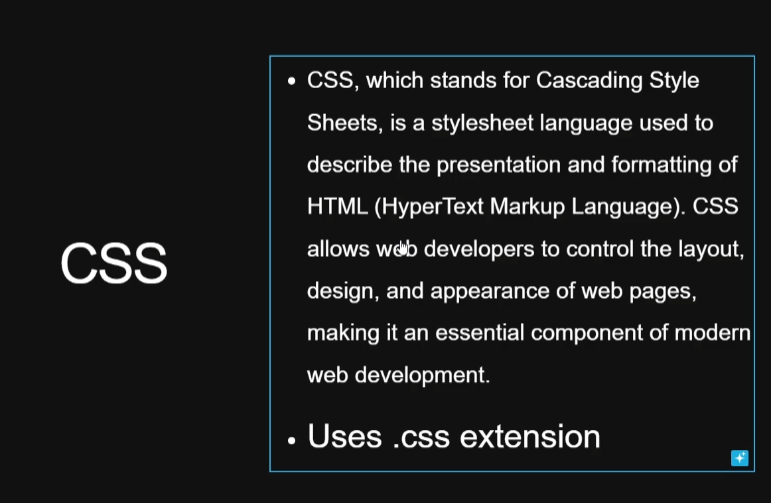 CSS
• CSS, which stands for Cascading Style
Sheets, is a stylesheet language used to
describe the presentation and formatting of
HTML (HyperText Markup Language). CSS
allows web developers to control the layout,
design, and appearance of web pages,
making it an essential component of modern
web development.
• Uses .css extension